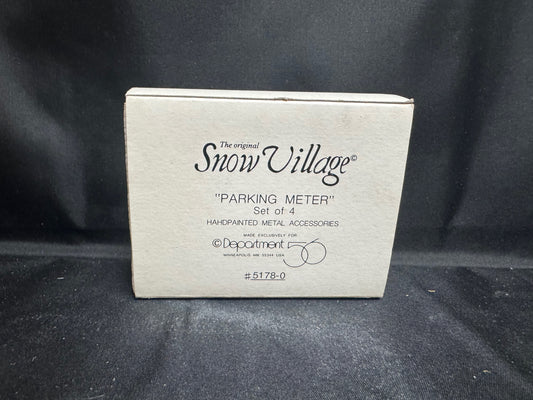 The original
Snow Village©
"PARKING METER"
Set of 4
HANDPAINTED METAL ACCESSORIES
MADE EXCLUSIVELY FOR
© Department 56
MINNEAPOLIS MN 55344 USA
#5178-0